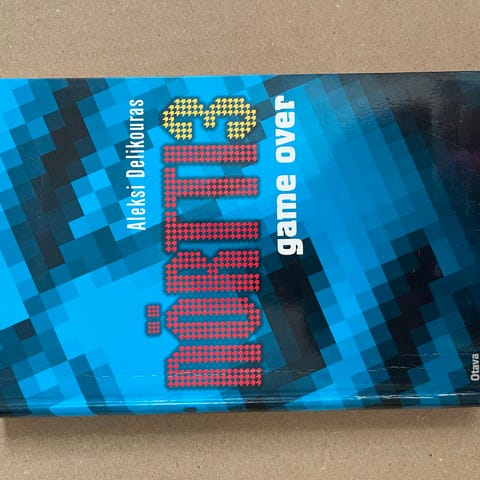 Aleksi Delikouras
NÖRTTI3
game over
Otava